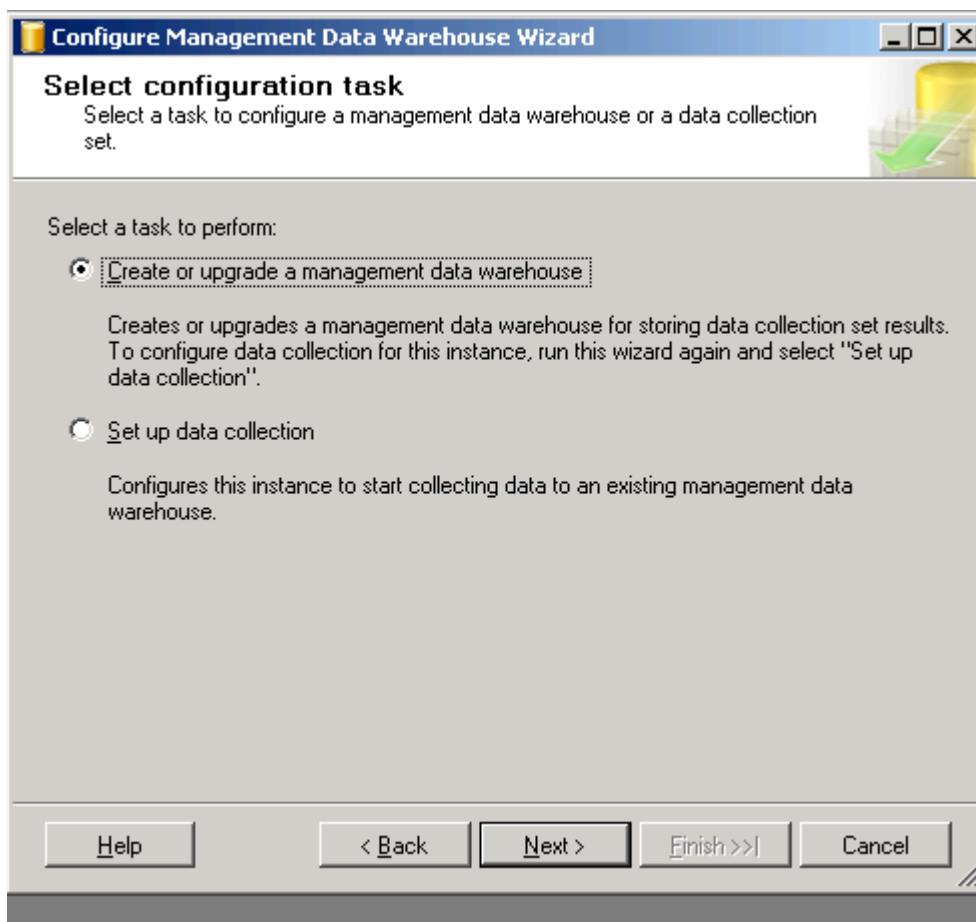 Configure Management Data Warehouse Wizard
Select configuration task
Select a task to configure a management data warehouse or a data collection
set.
Select a task to perform:
Create or upgrade a management data warehouse
Creates or upgrades a management data warehouse for storing data collection set results.
To configure data collection for this instance, run this wizard again and select "Set up
data collection".
Set up data collection
Configures this instance to start collecting data to an existing management data
warehouse.
Help < Back Next > Finish >>| Cancel